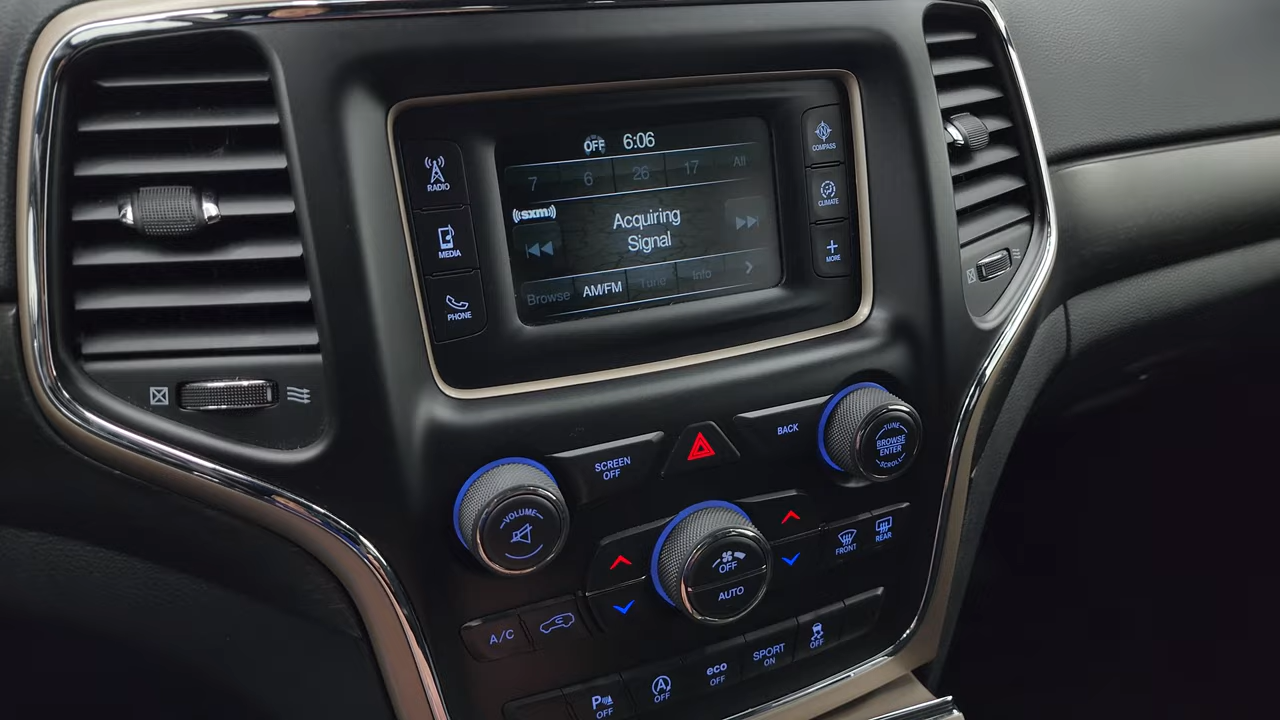 OFF 6:06
7 6 26 17 All
RADIO
COMPASS
((sxm))
Acquiring
Signal
CLIMATE
MEDIA
MORE
Browse AM/FM Tune Info
PHONE
BACK
TUNE
BROWSE
ENTER
SCROLL
SCREEN
OFF
VOLUME
OFF
AUTO
FRONT
REAR
A/C
P OFF
A OFF
eco
OFF
SPORT
ON
OFF